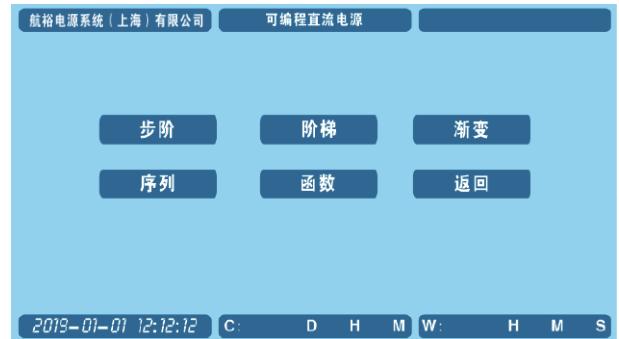 航裕电源系统（上海）有限公司 可编程直流电源
步阶 阶梯 渐变
序列 函数 返回
2019-01-01 12:12:12 C: D H M W: H M S